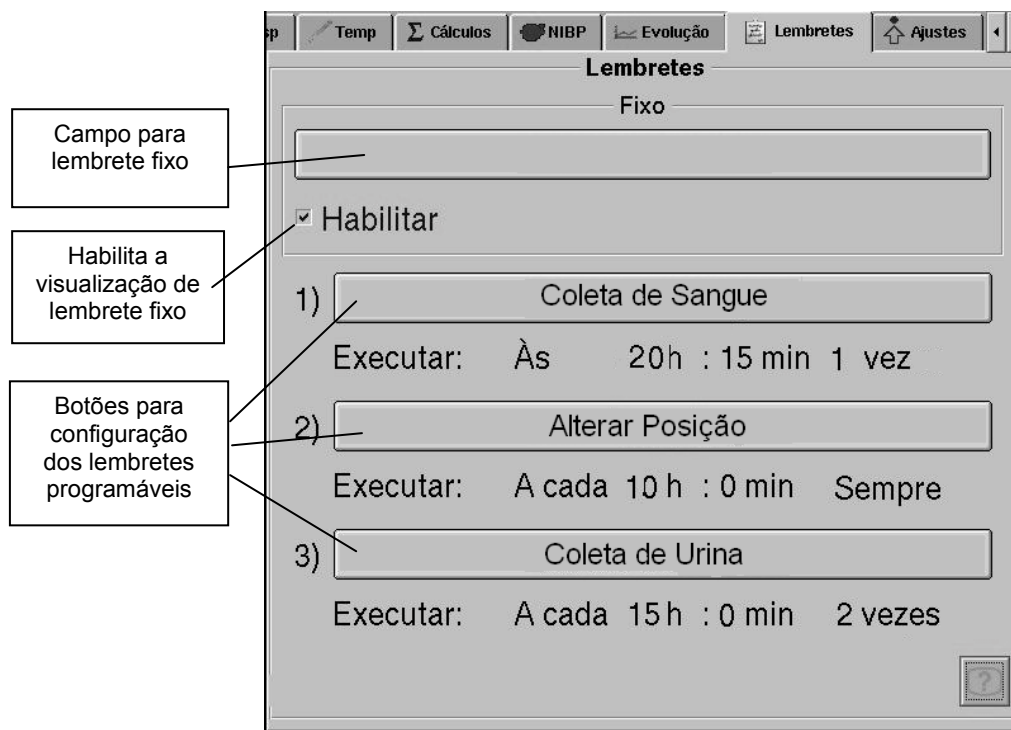 sp Temp Σ Cálculos NIBP Evolução Lembretes Ajustes
Lembretes
Fixo
Campo para
lembrete fixo
Habilitar
Habilita a
visualização de
lembrete fixo
1) Coleta de Sangue
Executar: Às 20h : 15 min 1 vez
Botões para
configuração
dos lembretes
programáveis
2) Alterar Posição
Executar: A cada 10 h : 0 min Sempre
3) Coleta de Urina
Executar: A cada 15 h : 0 min 2 vezes
?